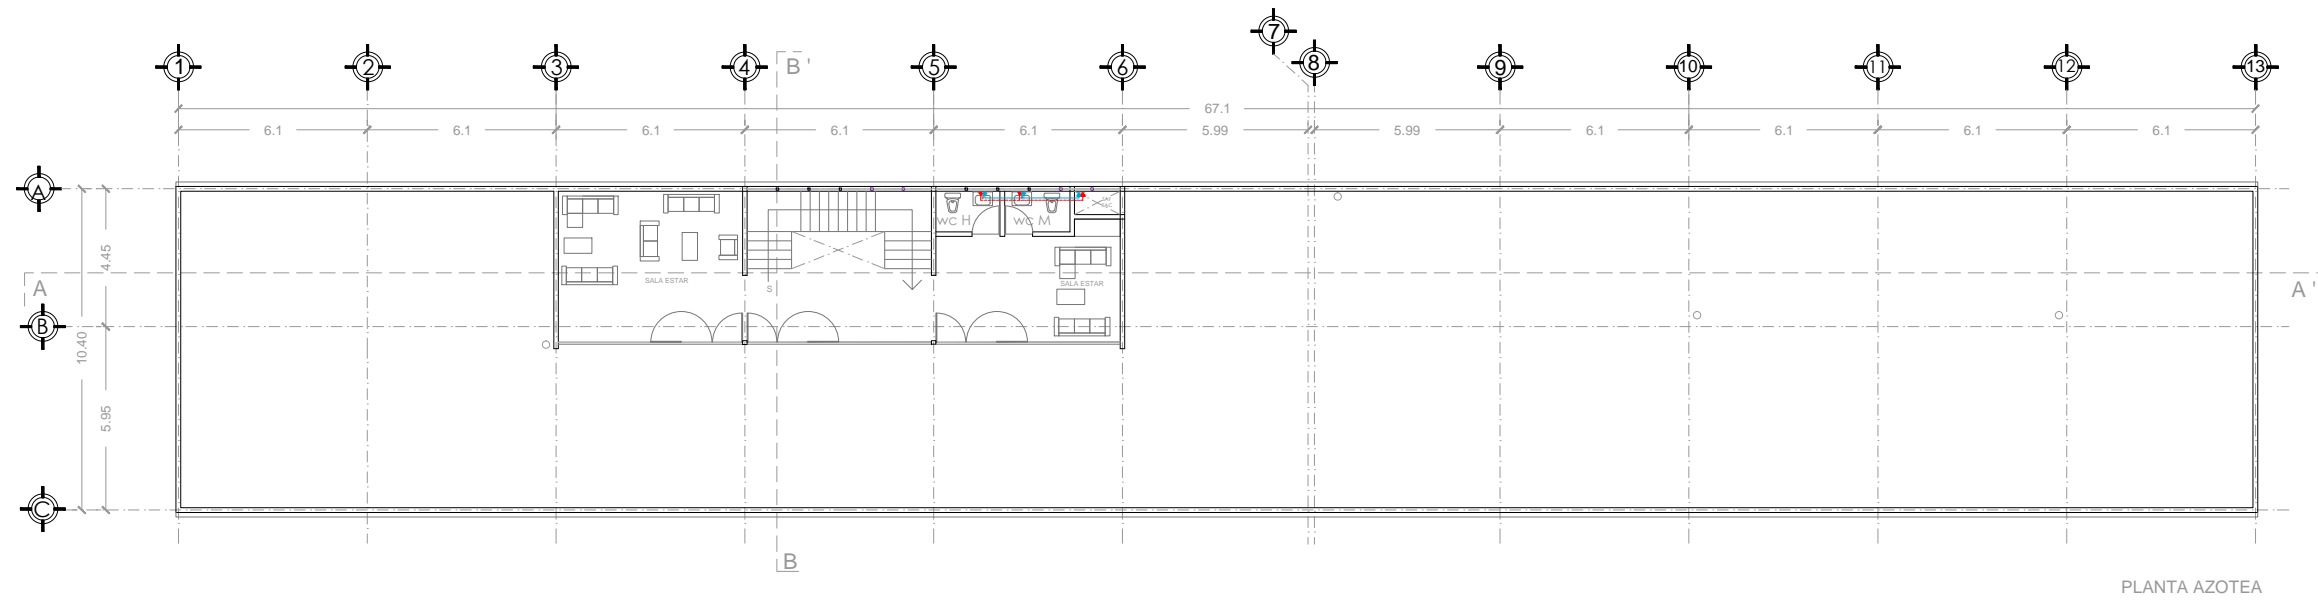 7
1 2 3 4 5 6 8 9 10 11 12 13
B '
67.1
6.1 6.1 6.1 6.1 6.1 5.99 5.99 6.1 6.1 6.1 6.1
A
wc H wc M
4.45
SALA ESTAR
SALA ESTAR
S
A
A '
B
10.40
5.95
C
B
PLANTA AZOTEA